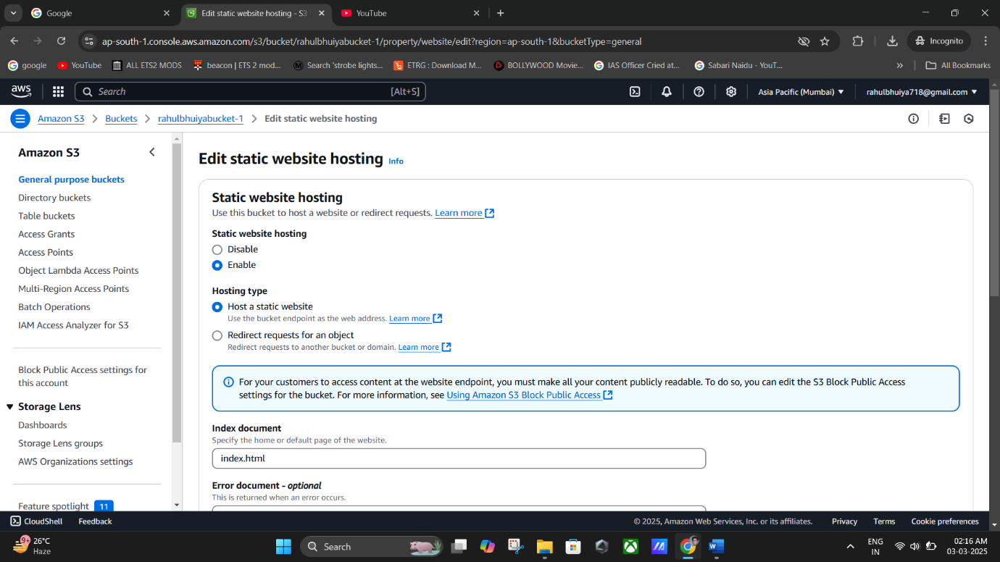 Google
Edit static website hosting - S3
YouTube
ap-south-1.console.aws.amazon.com/s3/bucket/rahulbhuiyabucket-1/property/website/edit?region=ap-south-1&bucketType=general
Incognito
google
YouTube
ALL ETS2 MODS
beacon | ETS 2 mod...
Search 'strobe lights...
ETRG : Download M...
BOLLYWOOD Movie...
IAS Officer Cried at...
Sabari Naidu - YouT...
»
All Bookmarks
aws
Search
[Alt+S]
Asia Pacific (Mumbai)
rahulbhuiya718@gmail.com
Amazon S3
Buckets
rahulbhuiyabucket-1
Edit static website hosting
Amazon S3
General purpose buckets
Directory buckets
Table buckets
Access Grants
Access Points
Object Lambda Access Points
Multi-Region Access Points
Batch Operations
IAM Access Analyzer for S3
Block Public Access settings for
this account
Storage Lens
Dashboards
Storage Lens groups
AWS Organizations settings
Feature spotlight 11
Edit static website hosting Info
Static website hosting
Use this bucket to host a website or redirect requests. Learn more
Static website hosting
Disable
Enable
Hosting type
Host a static website
Use the bucket endpoint as the web address. Learn more
Redirect requests for an object
Redirect requests to another bucket or domain. Learn more
For your customers to access content at the website endpoint, you must make all your content publicly readable. To do so, you can edit the S3 Block Public Access
settings for the bucket. For more information, see Using Amazon S3 Block Public Access
Index document
Specify the home or default page of the website.
index.html
Error document - optional
This is returned when an error occurs.
CloudShell
Feedback
© 2025, Amazon Web Services, Inc. or its affiliates.
Privacy
Terms
Cookie preferences
9+
26°C
Haze
Search
ENG
IN
02:16 AM
03-03-2025